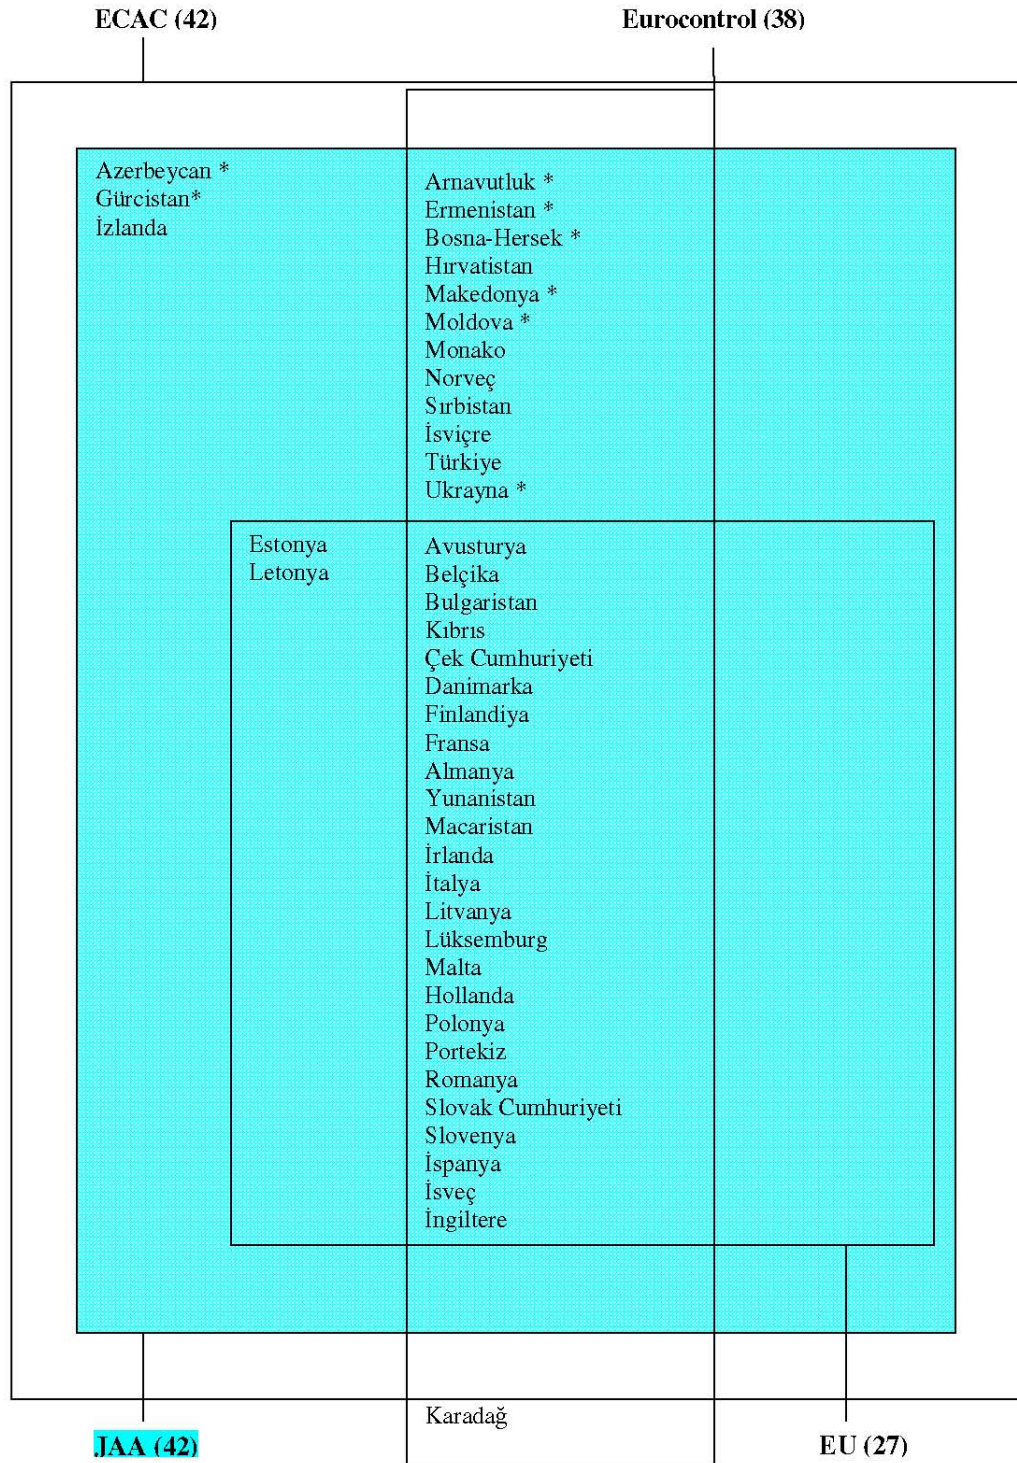 ECAC (42)
Eurocontrol (38)
Azerbeycan *
Gürcistan*
İzlanda
Arnavutluk *
Ermenistan *
Bosna-Hersek *
Hırvatistan
Makedonya *
Moldova *
Monako
Norveç
Sırbistan
İsviçre
Türkiye
Ukrayna *
Estonya
Letonya
Avusturya
Belçika
Bulgaristan
Kıbrıs
Çek Cumhuriyeti
Danimarka
Finlandiya
Fransa
Almanya
Yunanistan
Macaristan
İrlanda
İtalya
Litvanya
Lüksemburg
Malta
Hollanda
Polonya
Portekiz
Romanya
Slovak Cumhuriyeti
Slovenya
İspanya
İsveç
İngiltere
Karadağ
JAA (42)
EU (27)